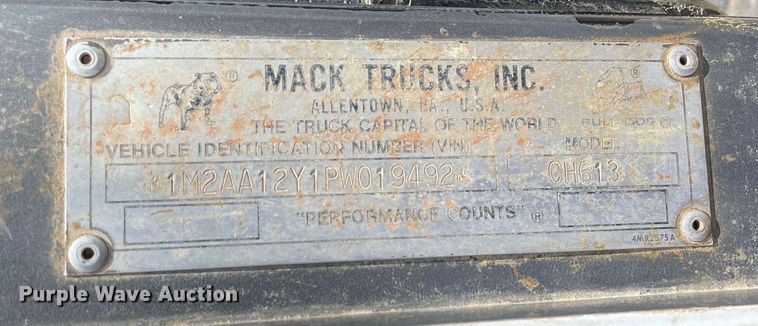 ® MACK TRUCKS, INC. ®
ALLENTOWN, PA., U.S.A.
THE TRUCK CAPITAL OF THE WORLD BULLDOG ®
VEHICLE IDENTIFICATION NUMBER (VIN) MODEL
*1M2AA12Y1PW019492* CH613
"PERFORMANCE COUNTS" ®
Purple Wave Auction